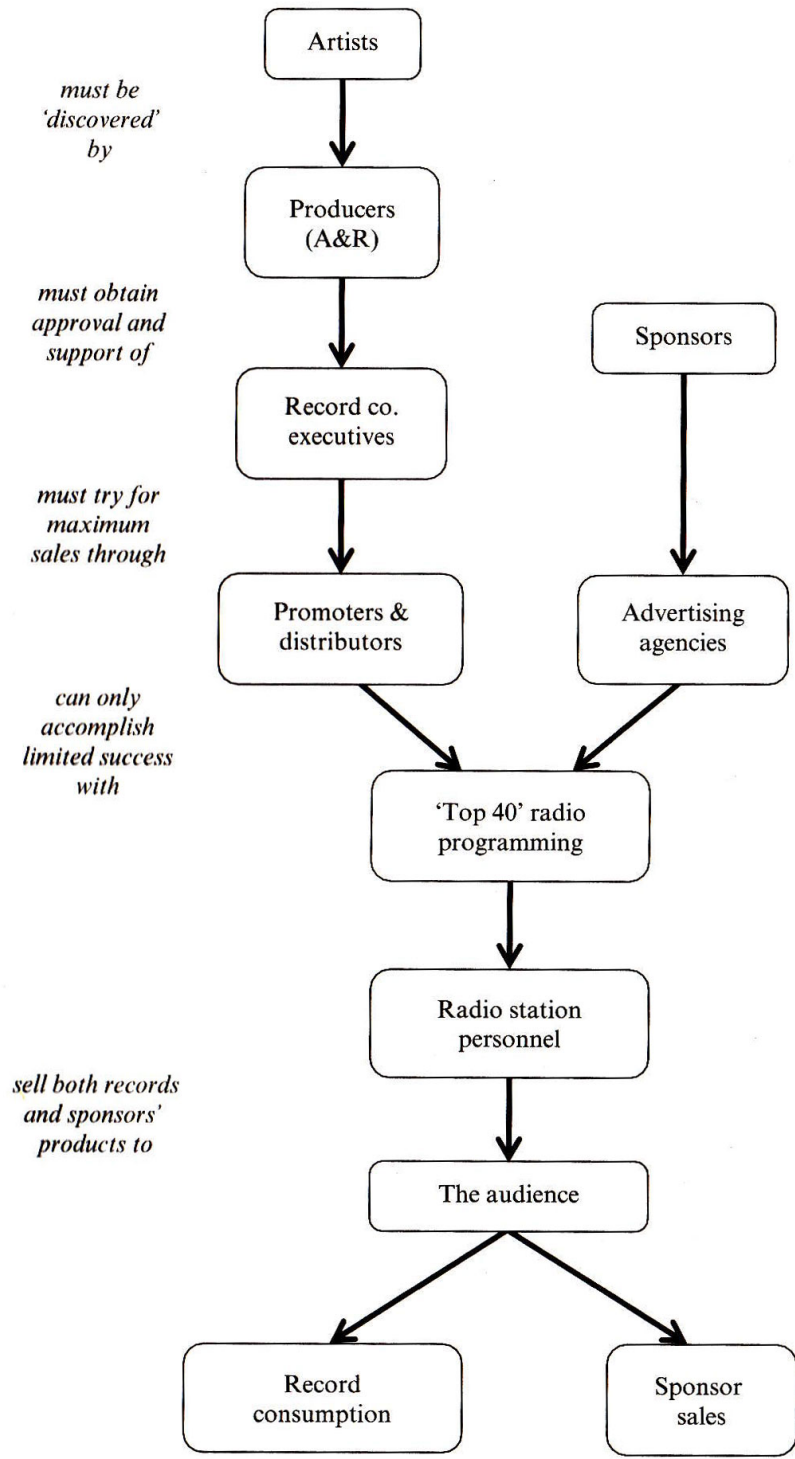 Artists
must be
‘discovered’
by
Producers
(A&R)
must obtain
approval and
support of
Sponsors
Record co.
executives
must try for
maximum
sales through
Promoters &
distributors
Advertising
agencies
can only
accomplish
limited success
with
‘Top 40’ radio
programming
Radio station
personnel
sell both records
and sponsors’
products to
The audience
Record
consumption
Sponsor
sales